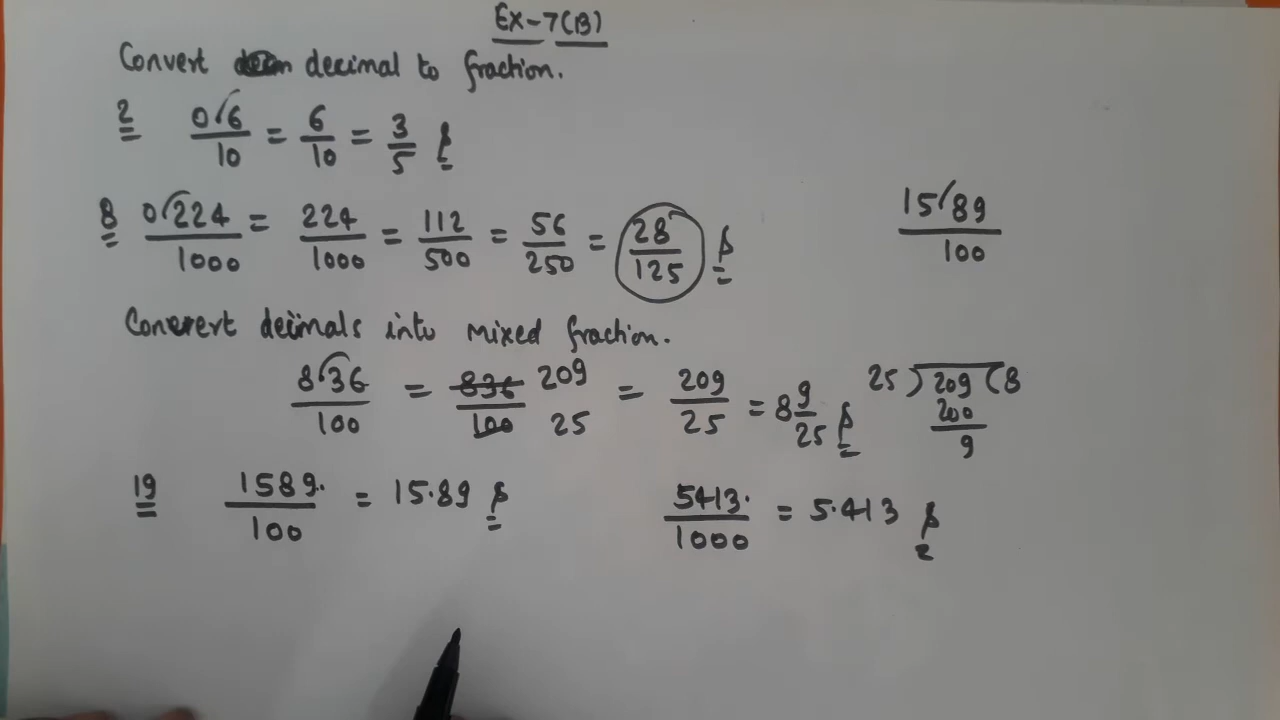 Ex-7(B)
Convert decimal to fraction.
2 0.6/10 = 6/10 = 3/5
8 0.224/1000 = 224/1000 = 112/500 = 56/250 = 28/125
15/89/100
Convert decimals into mixed fraction.
8.36/100 = 836/100 209/25 = 209/25 = 8 9/25
25 ) 209 ( 8
200
9
19 1589./100 = 15.89
5413./1000 = 5.413